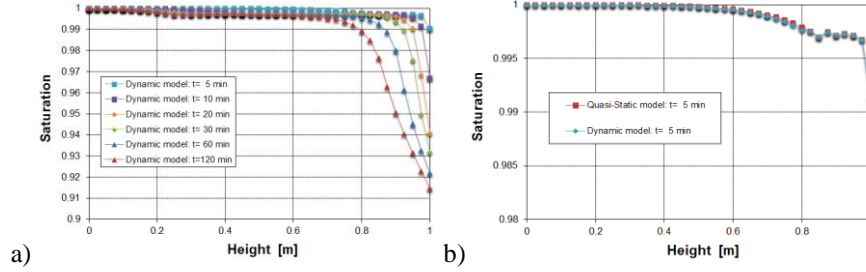 1
0.99
0.98
0.97
0.96
0.95
0.94
0.93
0.92
0.91
0.9
Saturation
Dynamic model: t= 5 min
Dynamic model: t= 10 min
Dynamic model: t= 20 min
Dynamic model: t= 30 min
Dynamic model: t= 60 min
Dynamic model: t=120 min
0 0.2 0.4 0.6 0.8 1
Height [m]
a)
1
0.995
0.99
0.985
0.98
Saturation
Quasi-Static model: t= 5 min
Dynamic model: t= 5 min
0 0.2 0.4 0.6 0.8
Height [m]
b)